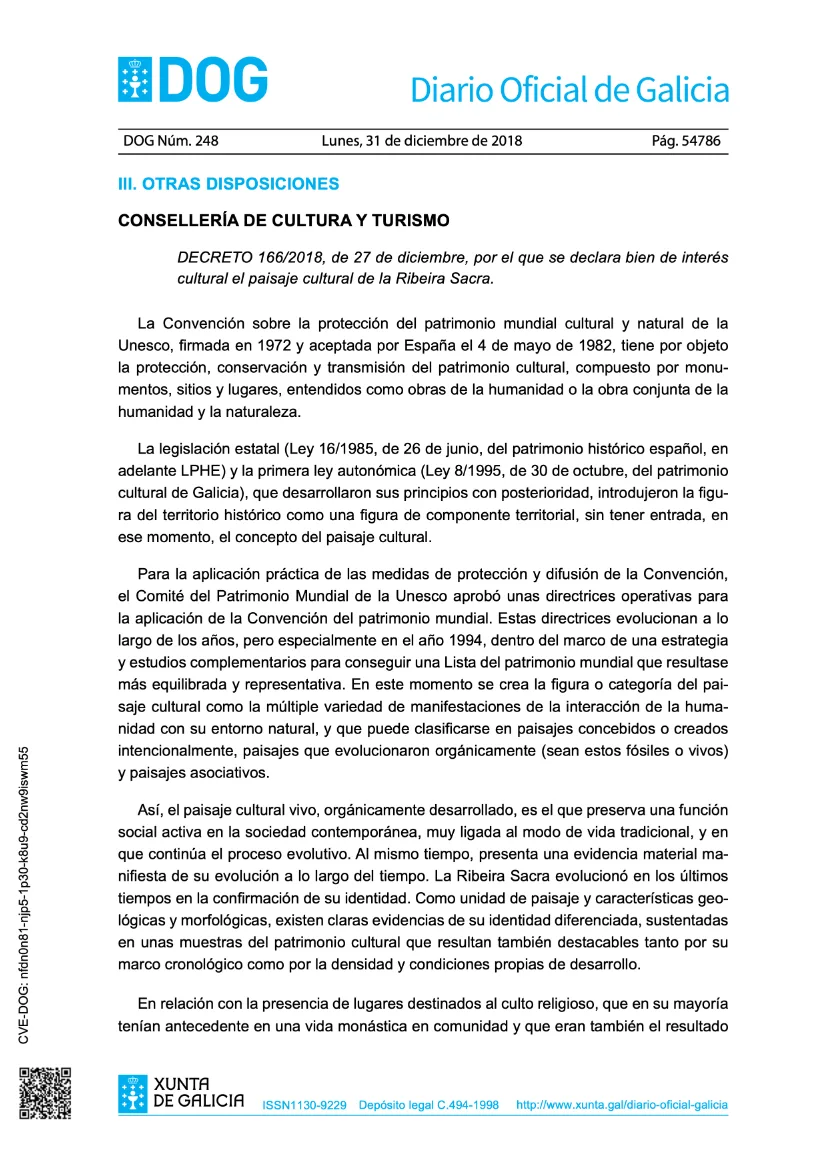 DOG
Diario Oficial de Galicia
DOG Núm. 248 Lunes, 31 de diciembre de 2018 Pág. 54786
III. OTRAS DISPOSICIONES
CONSELLERÍA DE CULTURA Y TURISMO
DECRETO 166/2018, de 27 de diciembre, por el que se declara bien de interés
cultural el paisaje cultural de la Ribeira Sacra.
La Convención sobre la protección del patrimonio mundial cultural y natural de la
Unesco, firmada en 1972 y aceptada por España el 4 de mayo de 1982, tiene por objeto
la protección, conservación y transmisión del patrimonio cultural, compuesto por monu-
mentos, sitios y lugares, entendidos como obras de la humanidad o la obra conjunta de la
humanidad y la naturaleza.
La legislación estatal (Ley 16/1985, de 26 de junio, del patrimonio histórico español, en
adelante LPHE) y la primera ley autonómica (Ley 8/1995, de 30 de octubre, del patrimonio
cultural de Galicia), que desarrollaron sus principios con posterioridad, introdujeron la figu-
ra del territorio histórico como una figura de componente territorial, sin tener entrada, en
ese momento, el concepto del paisaje cultural.
Para la aplicación práctica de las medidas de protección y difusión de la Convención,
el Comité del Patrimonio Mundial de la Unesco aprobó unas directrices operativas para
la aplicación de la Convención del patrimonio mundial. Estas directrices evolucionan a lo
largo de los años, pero especialmente en el año 1994, dentro del marco de una estrategia
y estudios complementarios para conseguir una Lista del patrimonio mundial que resultase
más equilibrada y representativa. En este momento se crea la figura o categoría del pai-
saje cultural como la múltiple variedad de manifestaciones de la interacción de la huma-
nidad con su entorno natural, y que puede clasificarse en paisajes concebidos o creados
intencionalmente, paisajes que evolucionaron orgánicamente (sean estos fósiles o vivos)
y paisajes asociativos.
Así, el paisaje cultural vivo, orgánicamente desarrollado, es el que preserva una función
social activa en la sociedad contemporánea, muy ligada al modo de vida tradicional, y en
que continúa el proceso evolutivo. Al mismo tiempo, presenta una evidencia material ma-
nifiesta de su evolución a lo largo del tiempo. La Ribeira Sacra evolucionó en los últimos
tiempos en la confirmación de su identidad. Como unidad de paisaje y características geo-
lógicas y morfológicas, existen claras evidencias de su identidad diferenciada, sustentadas
en unas muestras del patrimonio cultural que resultan también destacables tanto por su
marco cronológico como por la densidad y condiciones propias de desarrollo.
En relación con la presencia de lugares destinados al culto religioso, que en su mayoría
tenían antecedente en una vida monástica en comunidad y que eran también el resultado
CVE-DOG: nfdn0n81-njp5-1p30-k8u9-cd2nw9iswm55
XUNTA
DE GALICIA
ISSN1130-9229 Depósito legal C.494-1998 http://www.xunta.gal/diario-oficial-galicia